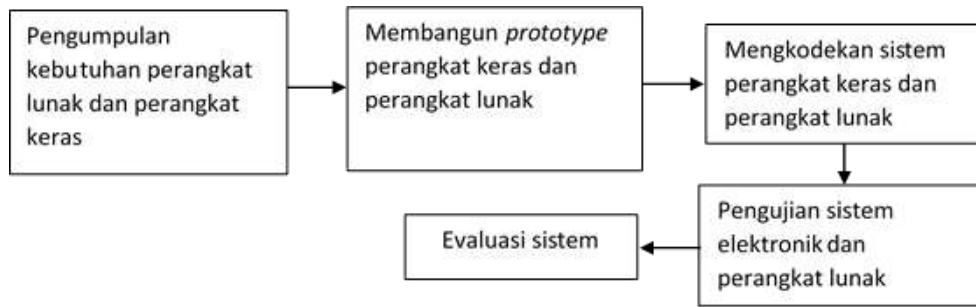 Pengumpulan
kebutuhan perangkat
lunak dan perangkat
keras
Membangun prototype
perangkat keras dan
perangkat lunak
Mengkodekan sistem
perangkat keras dan
perangkat lunak
Pengujian sistem
elektronik dan
perangkat lunak
Evaluasi sistem